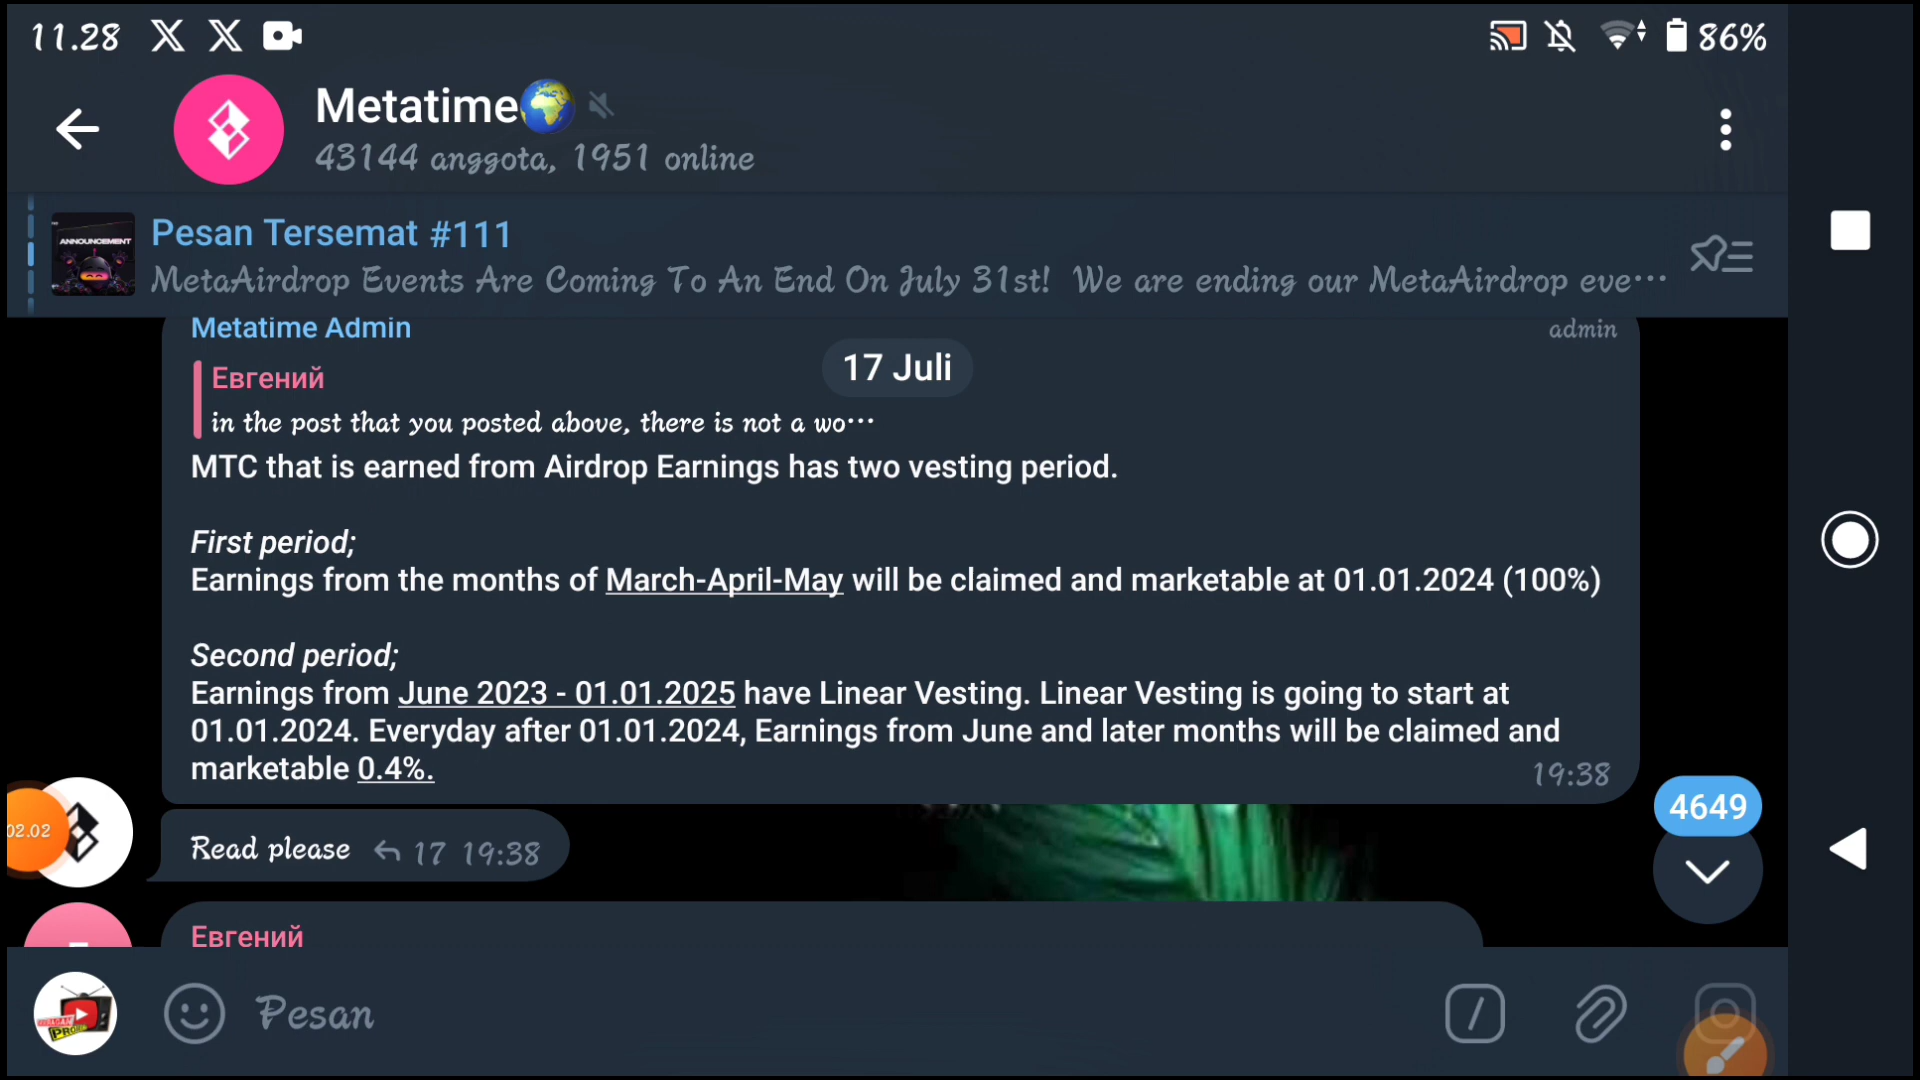 11.28
86%
Metatime
43144 anggota, 1951 online
ANNOUNCEMENT
Pesan Tersemat #111
MetaAirdrop Events Are Coming To An End On July 31st! We are ending our MetaAirdrop eve...
Metatime Admin
admin
17 Juli
Евгений
in the post that you posted above, there is not a wo...
MTC that is earned from Airdrop Earnings has two vesting period.
First period;
Earnings from the months of March-April-May will be claimed and marketable at 01.01.2024 (100%)
Second period;
Earnings from June 2023 - 01.01.2025 have Linear Vesting. Linear Vesting is going to start at
01.01.2024. Everyday after 01.01.2024, Earnings from June and later months will be claimed and
marketable 0.4%.
19:38
4649
02.02
Read please 17 19:38
Евгений
Pesan